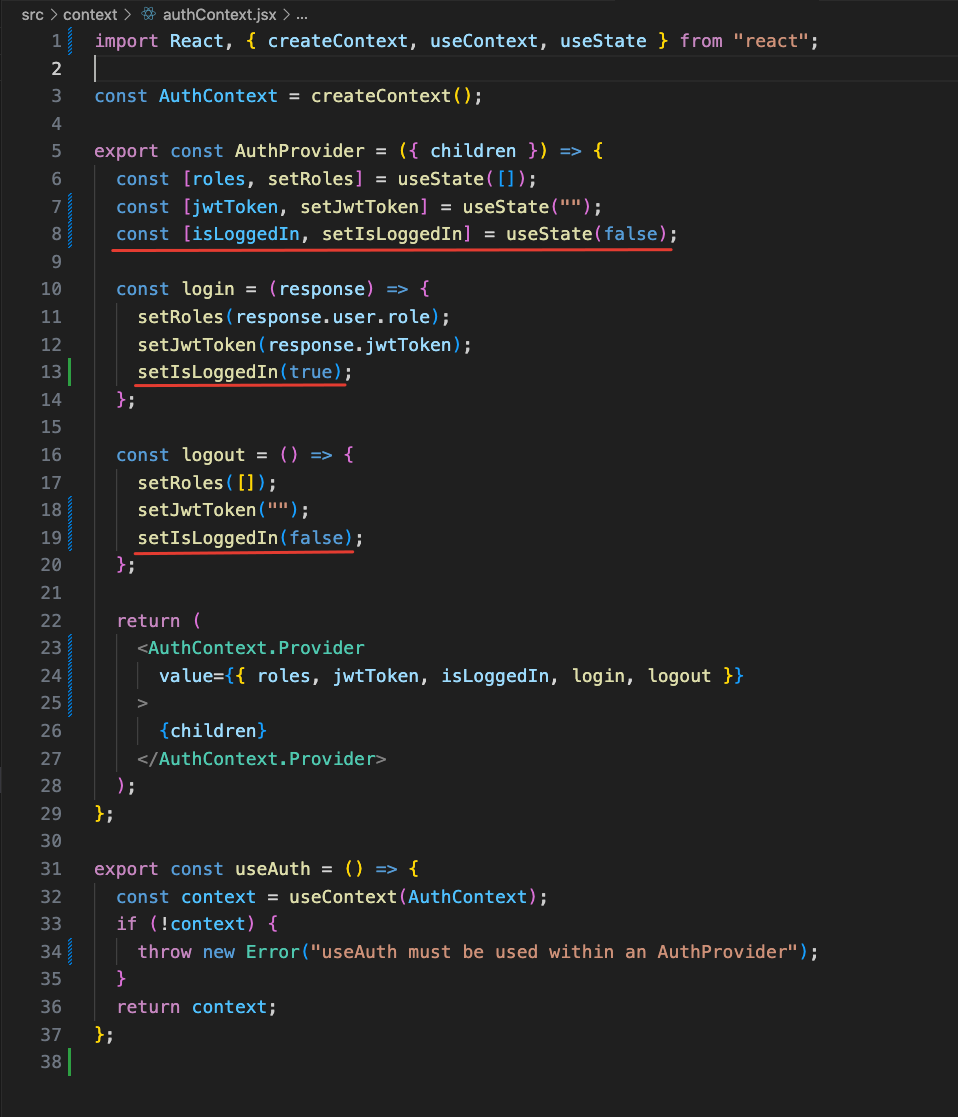 src > context > authContext.jsx > ...
1 import React, { createContext, useContext, useState } from "react";
2
3 const AuthContext = createContext();
4
5 export const AuthProvider = ({ children }) => {
6   const [roles, setRoles] = useState([]);
7   const [jwtToken, setJwtToken] = useState("");
8   const [isLoggedIn, setIsLoggedIn] = useState(false);
9
10   const login = (response) => {
11     setRoles(response.user.role);
12     setJwtToken(response.jwtToken);
13     setIsLoggedIn(true);
14   };
15
16   const logout = () => {
17     setRoles([]);
18     setJwtToken("");
19     setIsLoggedIn(false);
20   };
21
22   return (
23     <AuthContext.Provider
24       value={{ roles, jwtToken, isLoggedIn, login, logout }}
25     >
26       {children}
27     </AuthContext.Provider>
28   );
29 };
30
31 export const useAuth = () => {
32   const context = useContext(AuthContext);
33   if (!context) {
34     throw new Error("useAuth must be used within an AuthProvider");
35   }
36   return context;
37 };
38